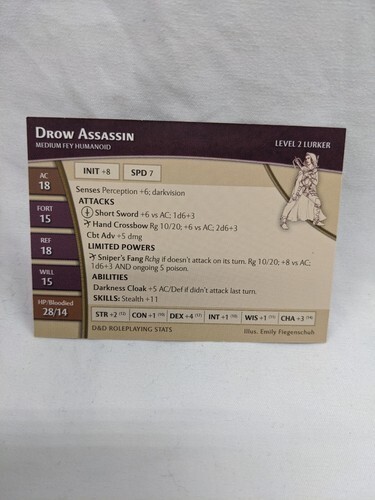 DROW ASSASSIN
MEDIUM FEY HUMANOID
LEVEL 2 LURKER
AC
18
FORT
15
REF
18
WILL
15
HP/Bloodied
28/14
INIT +8 SPD 7
Senses Perception +6; darkvision
ATTACKS
Short Sword +6 vs AC; 1d6+3
Hand Crossbow Rg 10/20; +6 vs AC; 2d6+3
Cbt Adv +5 dmg
LIMITED POWERS
Sniper's Fang Rchg if doesn't attack on its turn. Rg 10/20; +8 vs AC;
1d6+3 AND ongoing 5 poison.
ABILITIES
Darkness Cloak +5 AC/Def if didn't attack last turn.
SKILLS: Stealth +11
STR +2 CON +1 DEX +4 INT +1 WIS +1 CHA +3
D&D ROLEPLAYING STATS
Illus. Emily Fiegenschuh